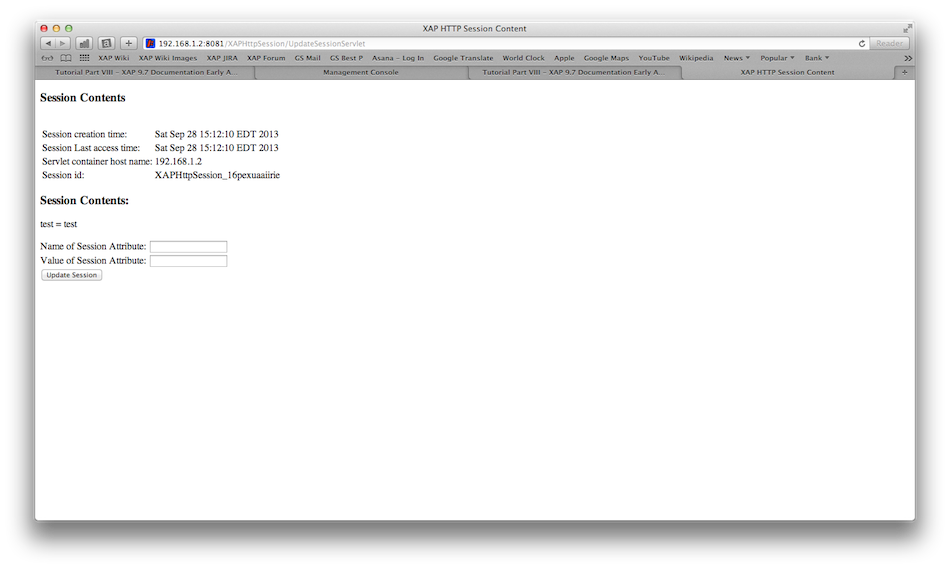 XAP HTTP Session Content
192.168.1.2:8081/XAPHttpSession/UpdateSessionServlet Reader
XAP Wiki XAP Wiki Images XAP JIRA XAP Forum GS Mail GS Best P Asana – Log In Google Translate World Clock Apple Google Maps YouTube Wikipedia News Popular Bank
Tutorial Part VIII – XAP 9.7 Documentation Early A... Management Console Tutorial Part VIII – XAP 9.7 Documentation Early A... XAP HTTP Session Content
Session Contents
Session creation time: Sat Sep 28 15:12:10 EDT 2013
Session Last access time: Sat Sep 28 15:12:10 EDT 2013
Servlet container host name: 192.168.1.2
Session id: XAPHttpSession_16pexuaaiirie
Session Contents:
test = test
Name of Session Attribute:
Value of Session Attribute:
Update Session